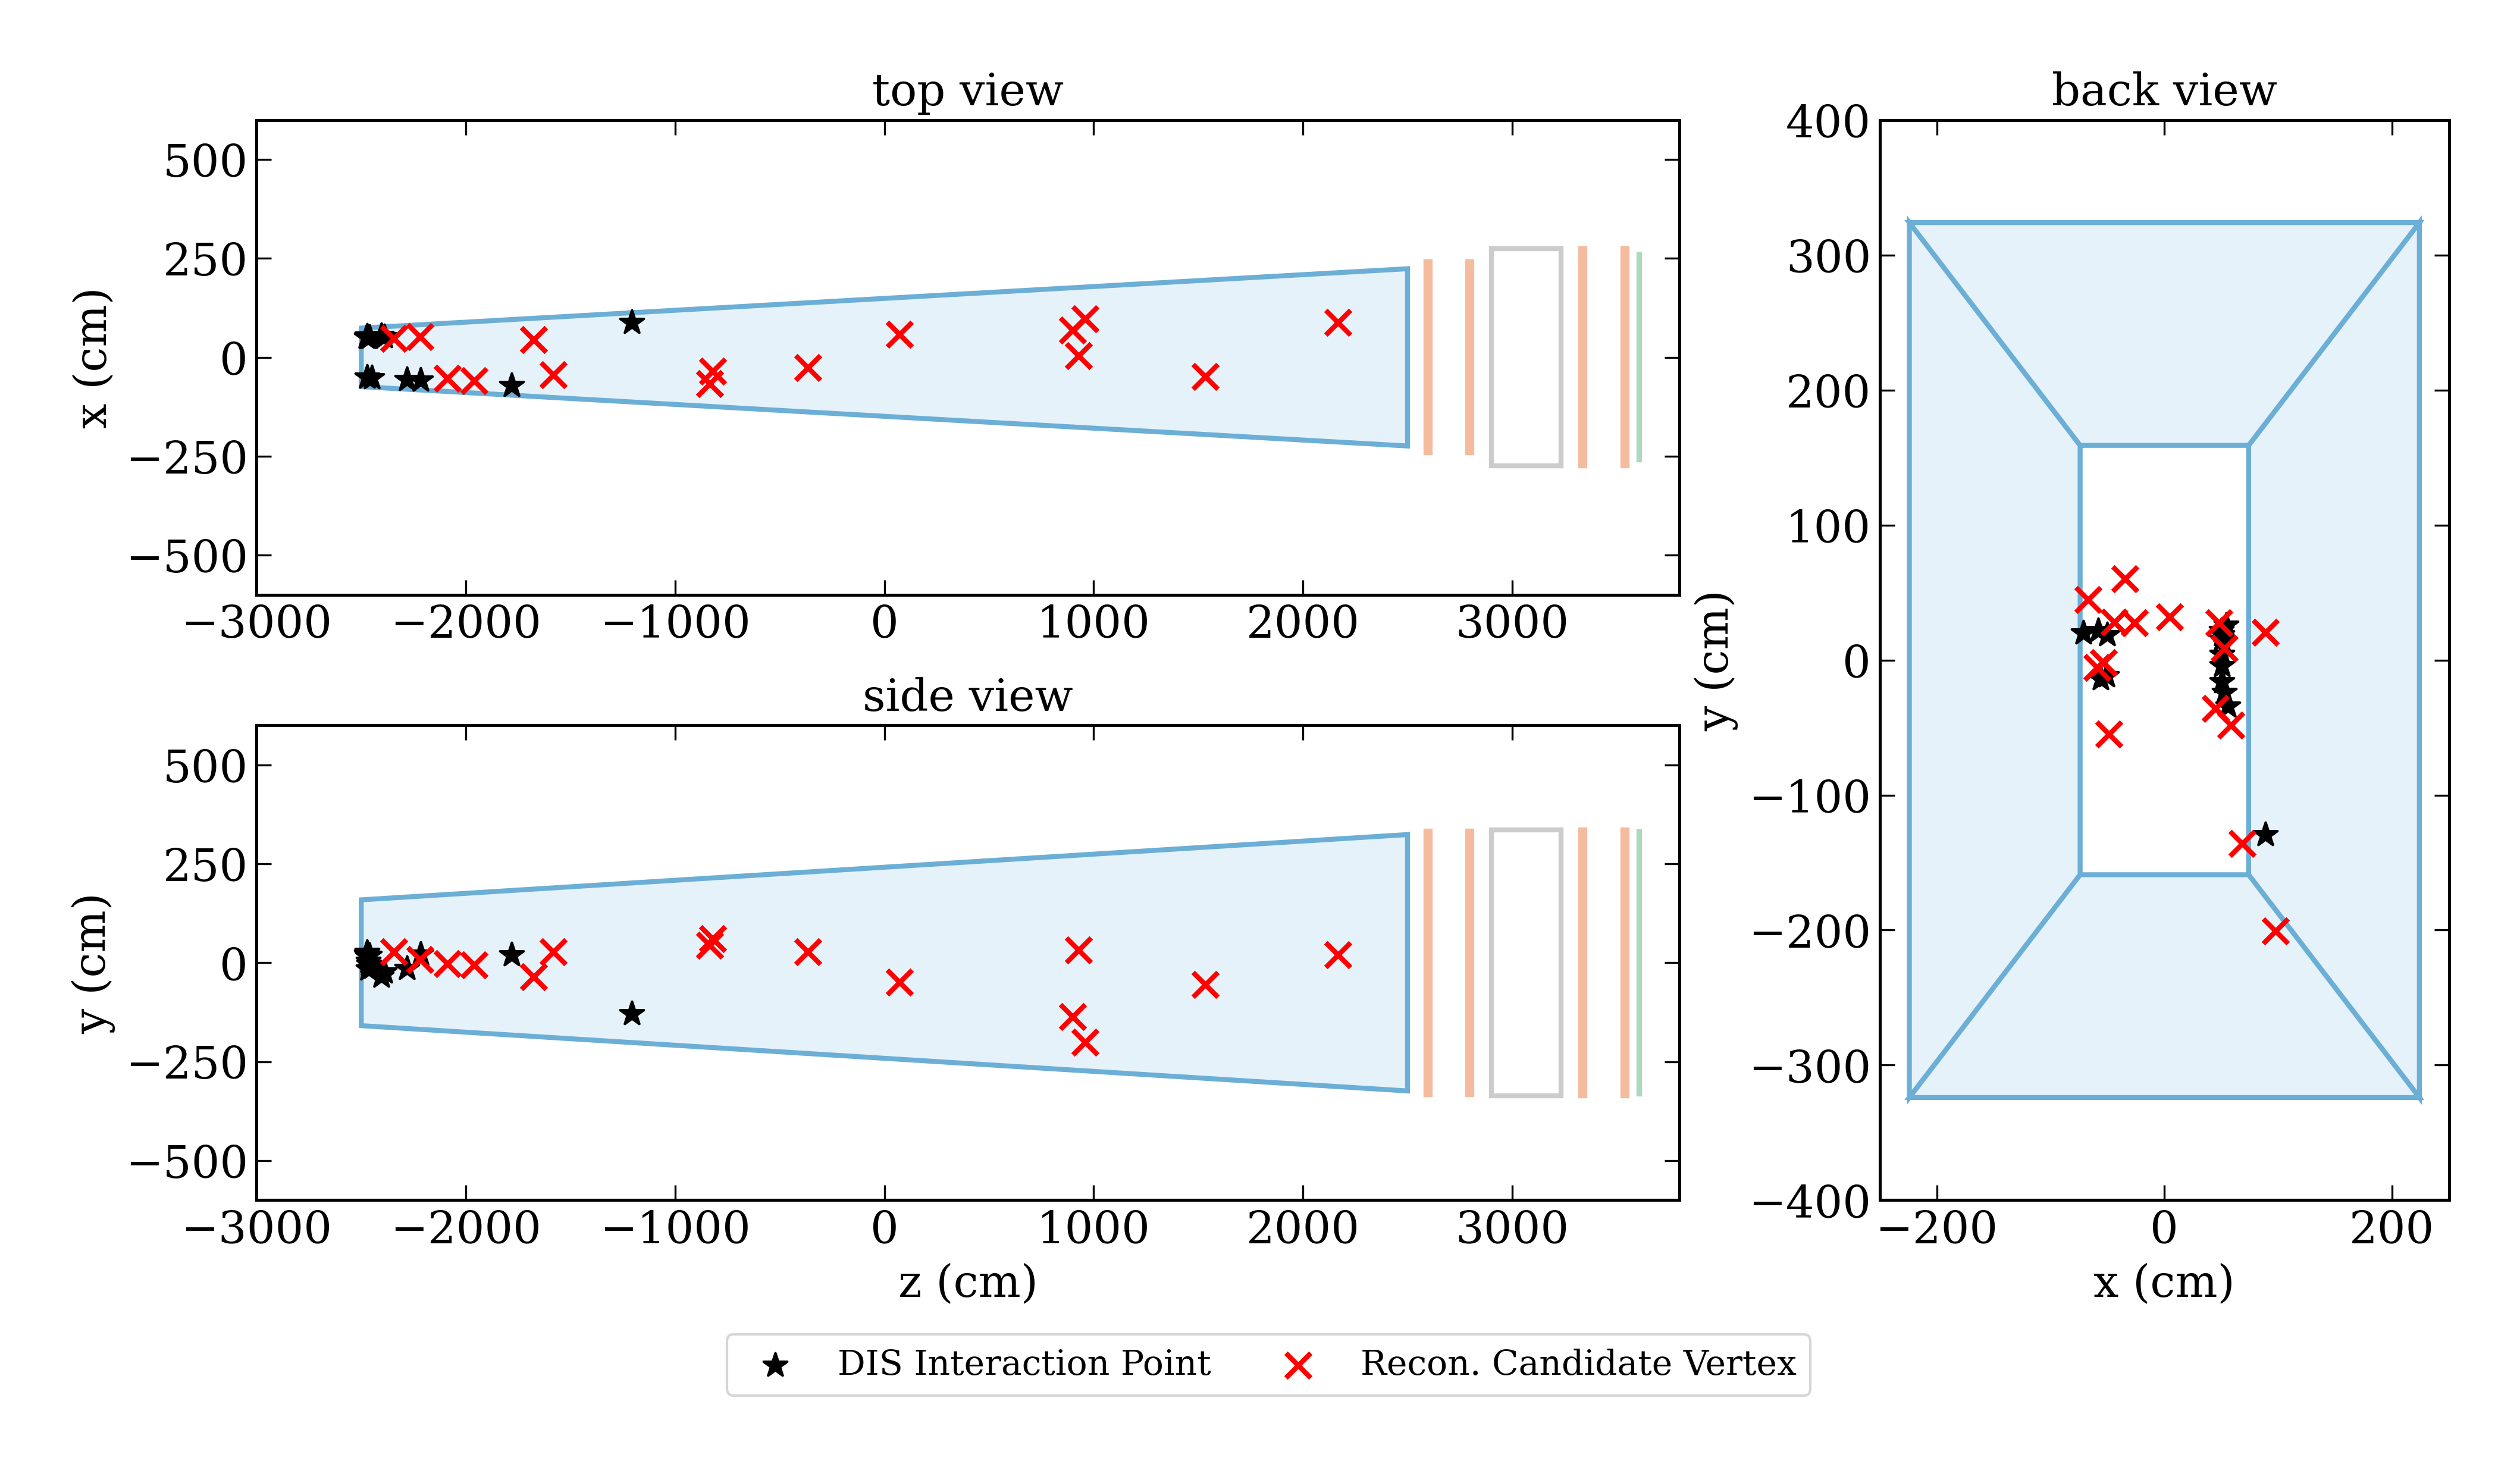 top view
500
250
0
−250
−500
x (cm)
−3000 −2000 −1000 0 1000 2000 3000
side view
500
250
0
−250
−500
y (cm)
−3000 −2000 −1000 0 1000 2000 3000
z (cm)
back view
400
300
200
100
0
−100
−200
−300
−400
y (cm)
−200 0 200
x (cm)
DIS Interaction Point Recon. Candidate Vertex